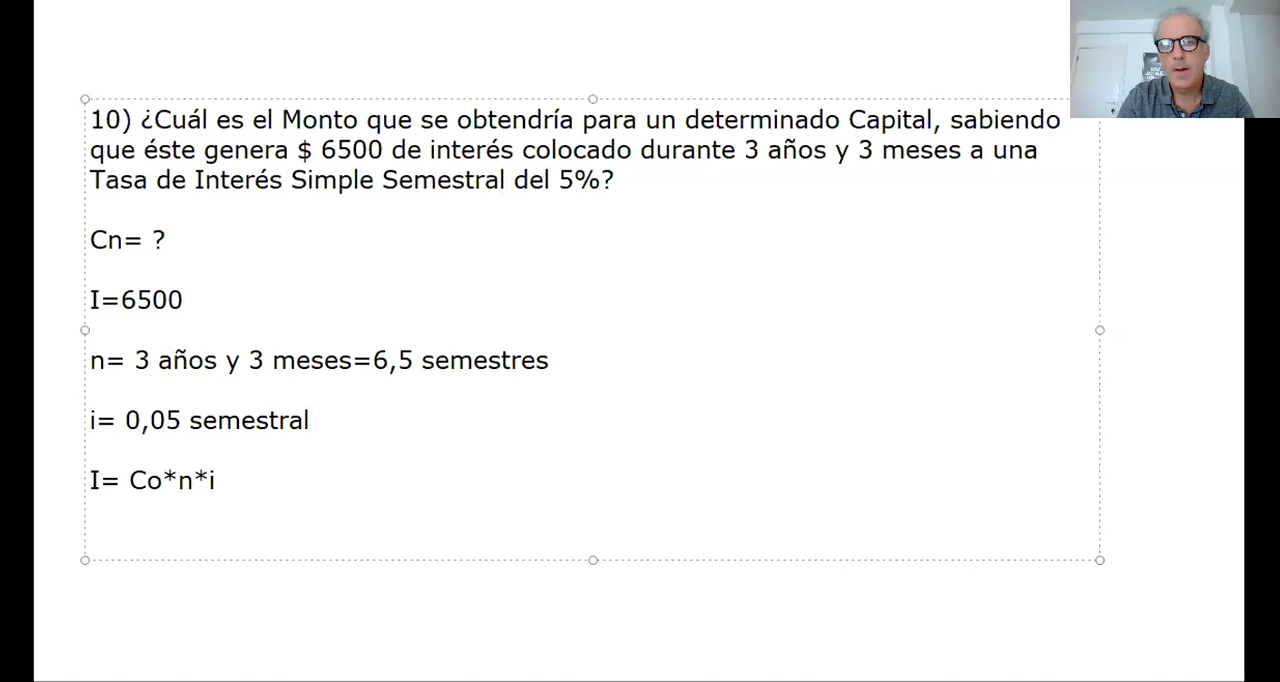 10) ¿Cuál es el Monto que se obtendría para un determinado Capital, sabiendo
que éste genera $ 6500 de interés colocado durante 3 años y 3 meses a una
Tasa de Interés Simple Semestral del 5%?
Cn= ?
I=6500
n= 3 años y 3 meses=6,5 semestres
i= 0,05 semestral
I= Co*n*i